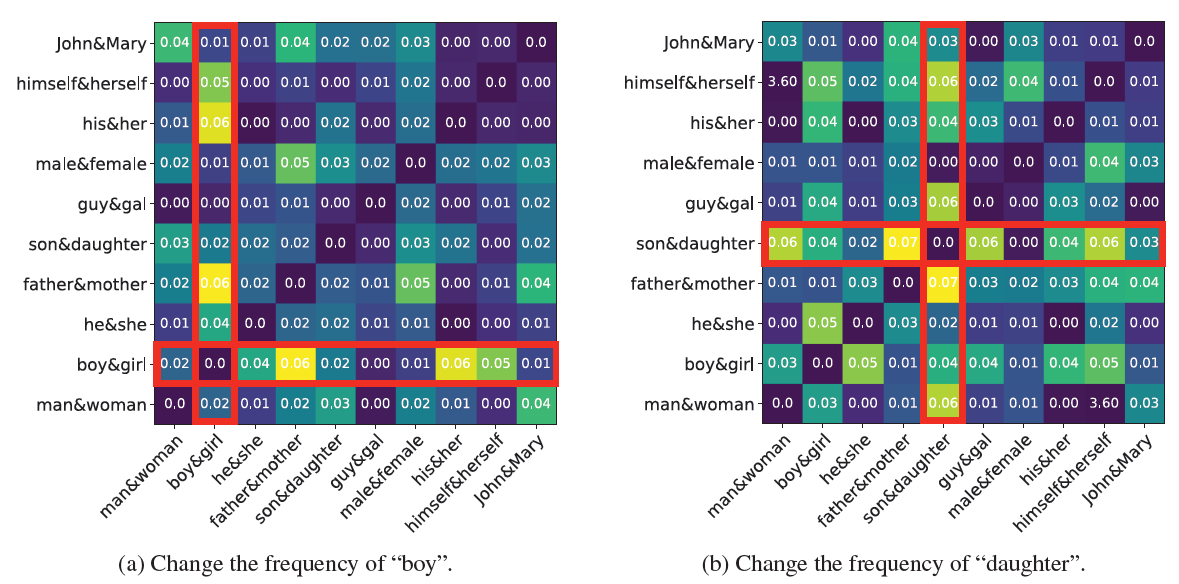 John&Mary 0.04 0.01 0.01 0.04 0.02 0.02 0.03 0.00 0.00 0.0
himself&herself 0.00 0.05 0.00 0.01 0.00 0.01 0.02 0.00 0.0 0.00
his&her 0.01 0.06 0.00 0.00 0.02 0.00 0.02 0.0 0.00 0.00
male&female 0.02 0.01 0.01 0.05 0.03 0.02 0.0 0.02 0.02 0.03
guy&gal 0.00 0.00 0.01 0.01 0.00 0.0 0.02 0.00 0.01 0.02
son&daughter 0.03 0.02 0.02 0.02 0.0 0.00 0.03 0.02 0.00 0.02
father&mother 0.02 0.06 0.02 0.0 0.02 0.01 0.05 0.00 0.01 0.04
he&she 0.01 0.04 0.0 0.02 0.02 0.01 0.01 0.00 0.00 0.01
boy&girl 0.02 0.0 0.04 0.06 0.02 0.00 0.01 0.06 0.05 0.01
man&woman 0.0 0.02 0.01 0.02 0.03 0.00 0.02 0.01 0.00 0.04
man&woman boy&girl he&she father&mother son&daughter guy&gal male&female his&her himself&herself John&Mary
(a) Change the frequency of “boy”.
John&Mary 0.03 0.01 0.00 0.04 0.03 0.00 0.03 0.01 0.01 0.0
himself&herself 3.60 0.05 0.02 0.04 0.06 0.02 0.04 0.01 0.0 0.01
his&her 0.00 0.04 0.00 0.03 0.04 0.03 0.01 0.0 0.01 0.01
male&female 0.01 0.01 0.01 0.02 0.00 0.00 0.0 0.01 0.04 0.03
guy&gal 0.01 0.04 0.01 0.03 0.06 0.0 0.00 0.03 0.02 0.00
son&daughter 0.06 0.04 0.02 0.07 0.0 0.06 0.00 0.04 0.06 0.03
father&mother 0.01 0.01 0.03 0.0 0.07 0.03 0.02 0.03 0.04 0.04
he&she 0.00 0.05 0.0 0.03 0.02 0.01 0.01 0.00 0.02 0.00
boy&girl 0.03 0.0 0.05 0.01 0.04 0.04 0.01 0.04 0.05 0.01
man&woman 0.0 0.03 0.00 0.01 0.06 0.01 0.01 0.00 3.60 0.03
man&woman boy&girl he&she father&mother son&daughter guy&gal male&female his&her himself&herself John&Mary
(b) Change the frequency of “daughter”.